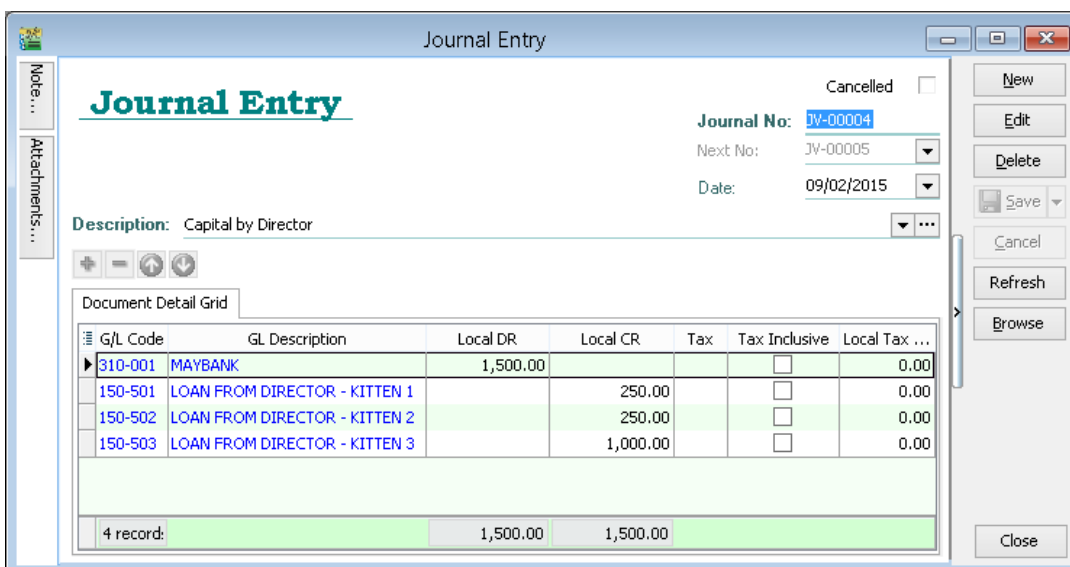 Journal Entry
Note...
Attachments...
Journal Entry
Cancelled
Journal No: JV-00004
Next No: JV-00005
Date: 09/02/2015
Description: Capital by Director
Document Detail Grid
G/L Code GL Description Local DR Local CR Tax Tax Inclusive Local Tax ...
310-001 MAYBANK 1,500.00 0.00
150-501 LOAN FROM DIRECTOR - KITTEN 1 250.00 0.00
150-502 LOAN FROM DIRECTOR - KITTEN 2 250.00 0.00
150-503 LOAN FROM DIRECTOR - KITTEN 3 1,000.00 0.00
4 record: 1,500.00 1,500.00
New
Edit
Delete
Save
Cancel
Refresh
Browse
Close